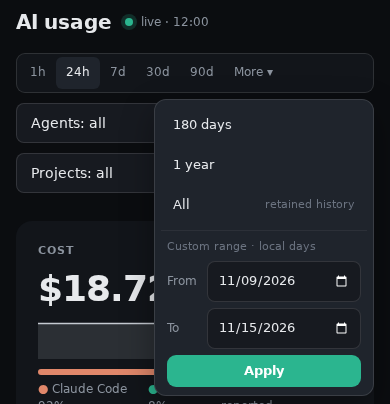 AI usage live · 12:00
1h 24h 7d 30d 90d More ▾
Agents: all
180 days
1 year
Projects: all
All retained history
Custom range · local days
COST
From 11/09/2026
$18.72
To 11/15/2026
Apply
Claude Code